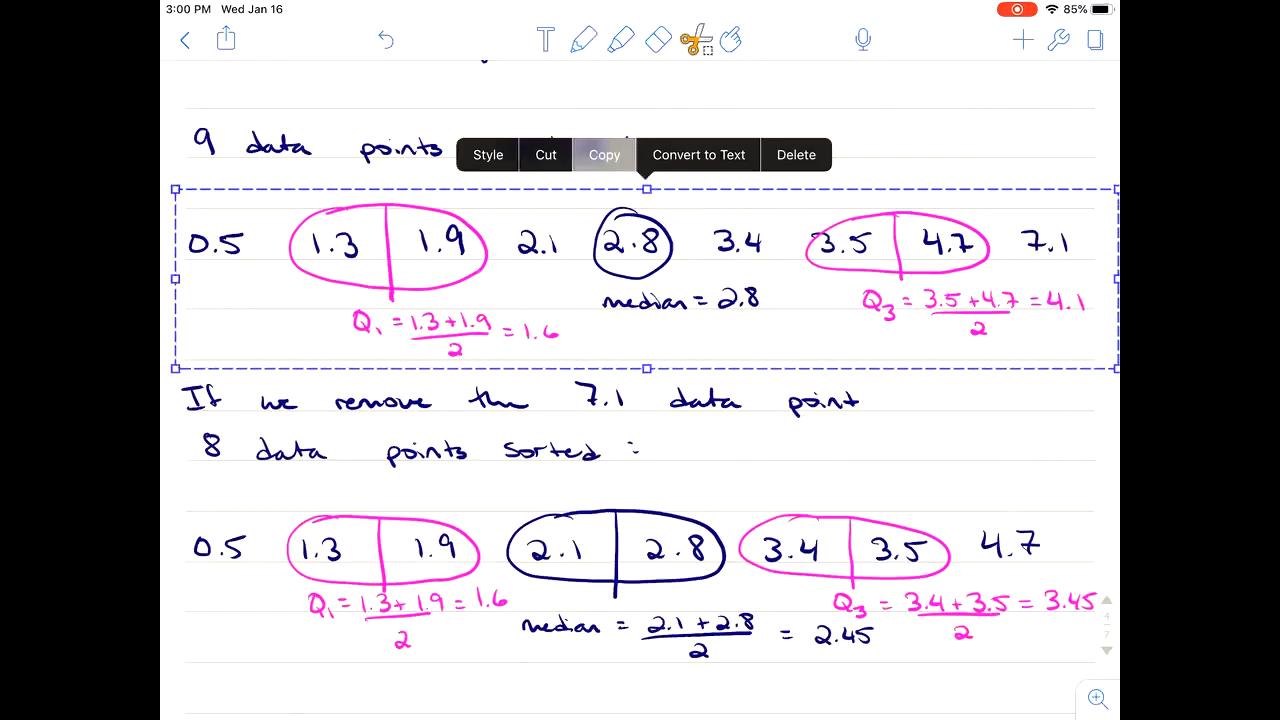 3:00 PM Wed Jan 16 85%
T
9 data points
Style Cut Copy Convert to Text Delete
0.5 1.3 1.9 2.1 2.8 3.4 3.5 4.7 7.1
median = 2.8
Q1 = 1.3+1.9 / 2 = 1.6
Q3 = 3.5+4.7 / 2 = 4.1
If we remove the 7.1 data point
8 data points sorted :
0.5 1.3 1.9 2.1 2.8 3.4 3.5 4.7
Q1 = 1.3+1.9 / 2 = 1.6
median = 2.1+2.8 / 2 = 2.45
Q3 = 3.4+3.5 / 2 = 3.45
4
7